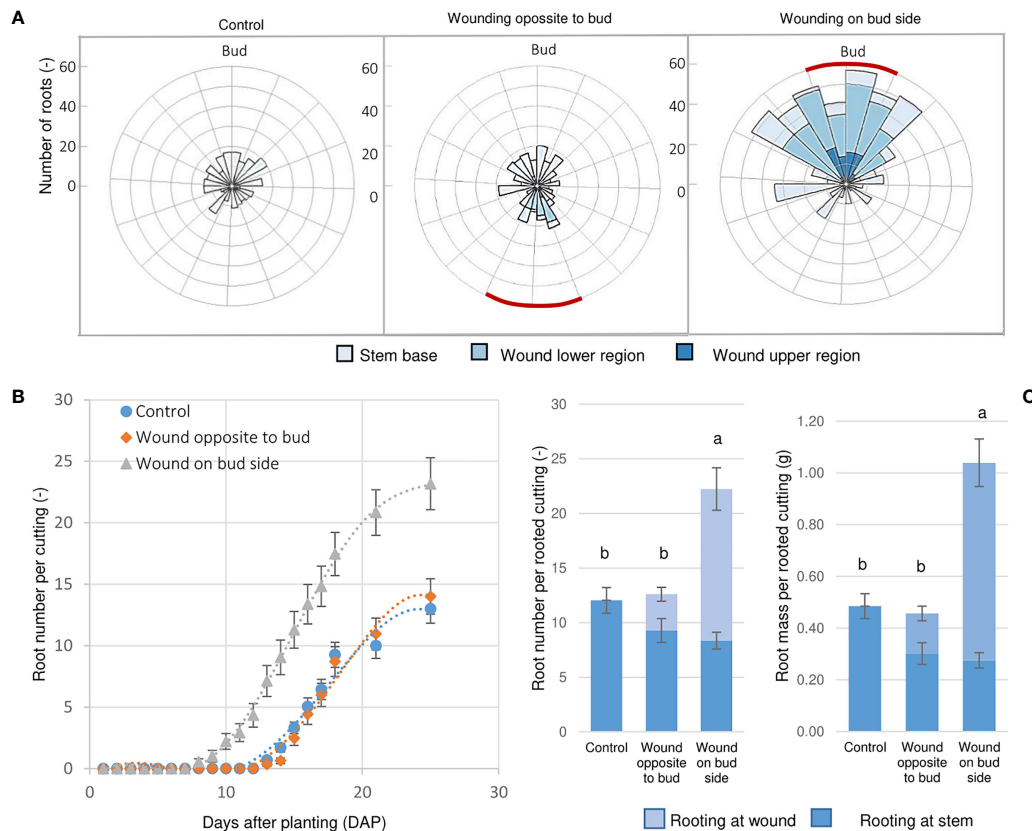 A
Control
Wounding opossite to bud
Wounding on bud side
Number of roots (-)
60
40
20
0
Bud
60
40
20
0
Bud
60
40
20
0
Bud
Stem base
Wound lower region
Wound upper region
B
Root number per cutting (-)
30
25
20
15
10
5
0
Control
Wound opposite to bud
Wound on bud side
0
10
20
30
Days after planting (DAP)
Root number per rooted cutting (-)
30
25
20
15
10
5
0
b
b
a
Control
Wound
opposite
to bud
Wound
on bud
side
C
Root mass per rooted cutting (g)
1.20
1.00
0.80
0.60
0.40
0.20
0.00
b
b
a
Control
Wound
opposite
to bud
Wound
on bud
side
Rooting at wound
Rooting at stem